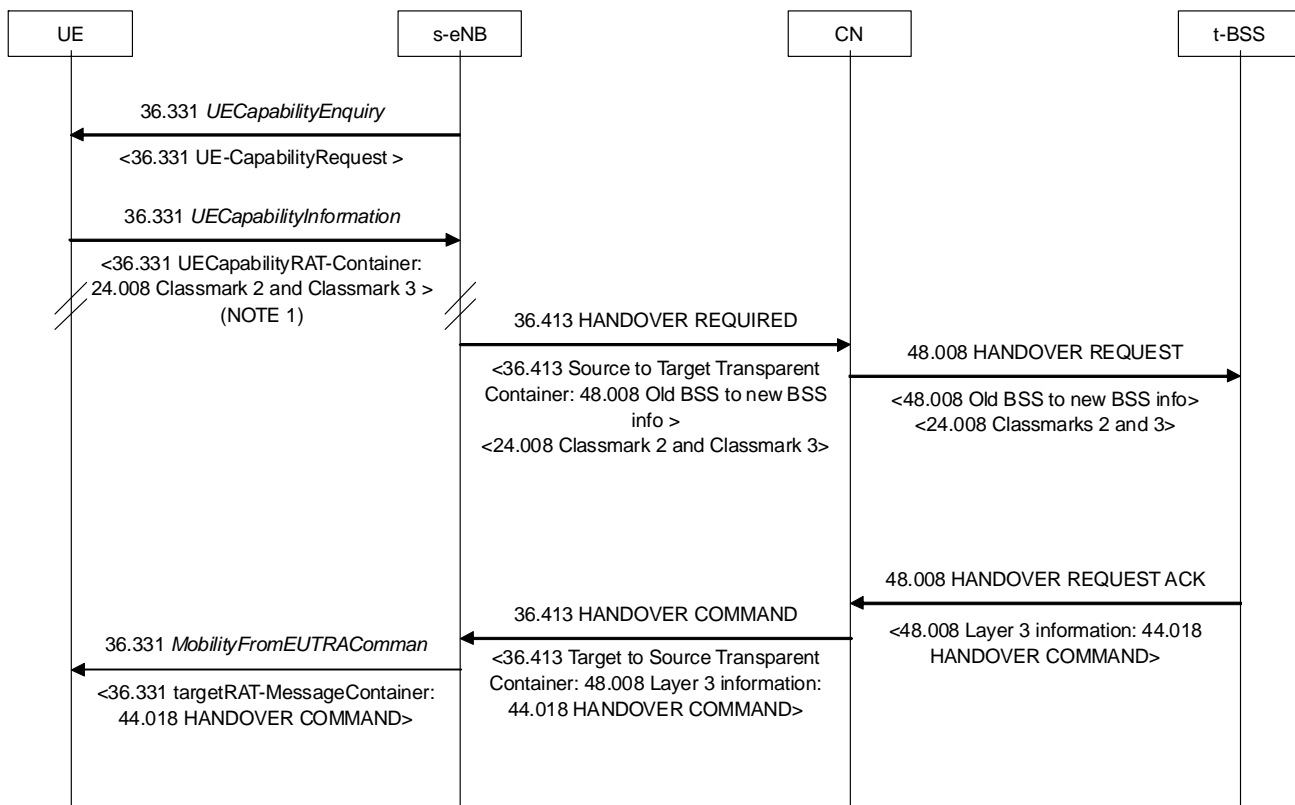 UE
s-eNB
CN
t-BSS
36.331 UECapabilityEnquiry
<36.331 UE-CapabilityRequest >
36.331 UECapabilityInformation
<36.331 UECapabilityRAT-Container:
24.008 Classmark 2 and Classmark 3 >
(NOTE 1)
36.413 HANDOVER REQUIRED
<36.413 Source to Target Transparent
Container: 48.008 Old BSS to new BSS
info >
<24.008 Classmark 2 and Classmark 3>
48.008 HANDOVER REQUEST
<48.008 Old BSS to new BSS info>
<24.008 Classmarks 2 and 3>
48.008 HANDOVER REQUEST ACK
<48.008 Layer 3 information: 44.018
HANDOVER COMMAND>
36.413 HANDOVER COMMAND
<36.413 Target to Source Transparent
Container: 48.008 Layer 3 information:
44.018 HANDOVER COMMAND>
36.331 MobilityFromEUTRAComman
<36.331 targetRAT-MessageContainer:
44.018 HANDOVER COMMAND>